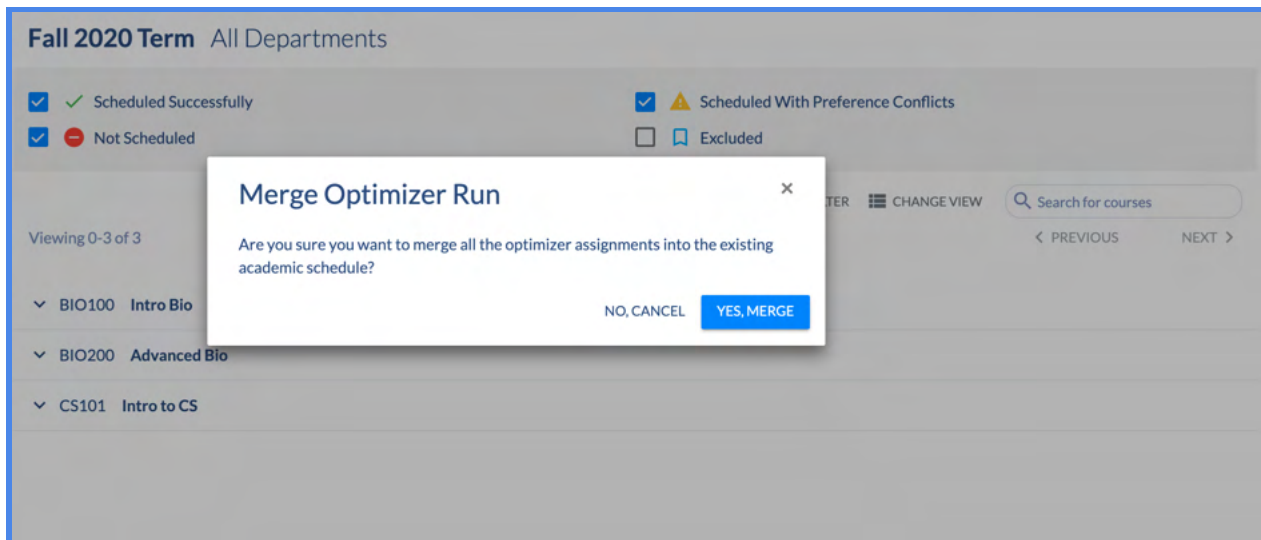 Fall 2020 Term All Departments
Scheduled Successfully
Scheduled With Preference Conflicts
Not Scheduled
Excluded
Merge Optimizer Run
×
Are you sure you want to merge all the optimizer assignments into the existing
academic schedule?
NO, CANCEL YES, MERGE
TER CHANGE VIEW Search for courses
Viewing 0-3 of 3
PREVIOUS NEXT
BIO100 Intro Bio
BIO200 Advanced Bio
CS101 Intro to CS